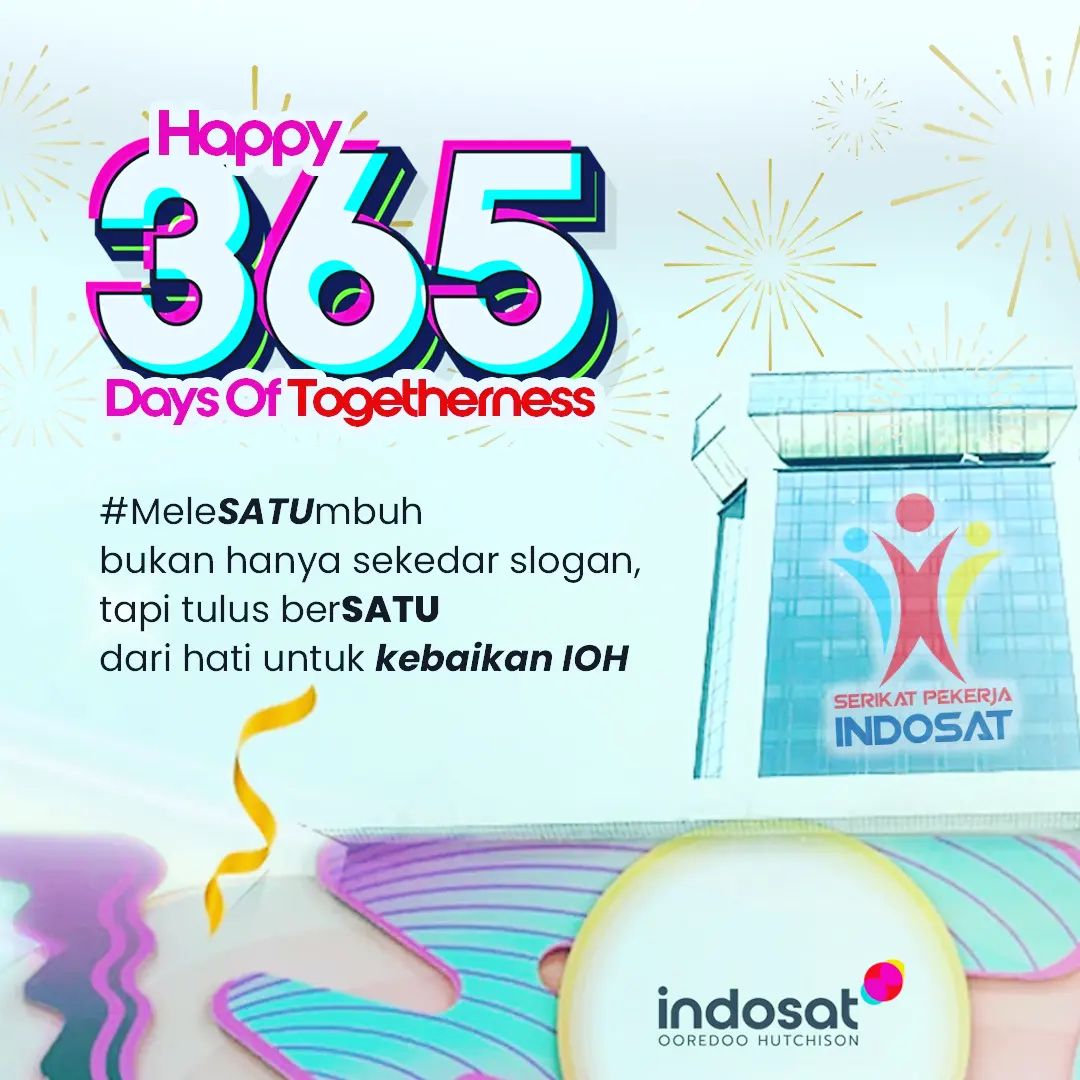 Happy
365
Days Of Togetherness
#MeleSATUmbuh
bukan hanya sekedar slogan,
tapi tulus berSATU
dari hati untuk kebaikan IOH
SERIKAT PEKERJA
INDOSAT
indosat
OOREDOO HUTCHISON